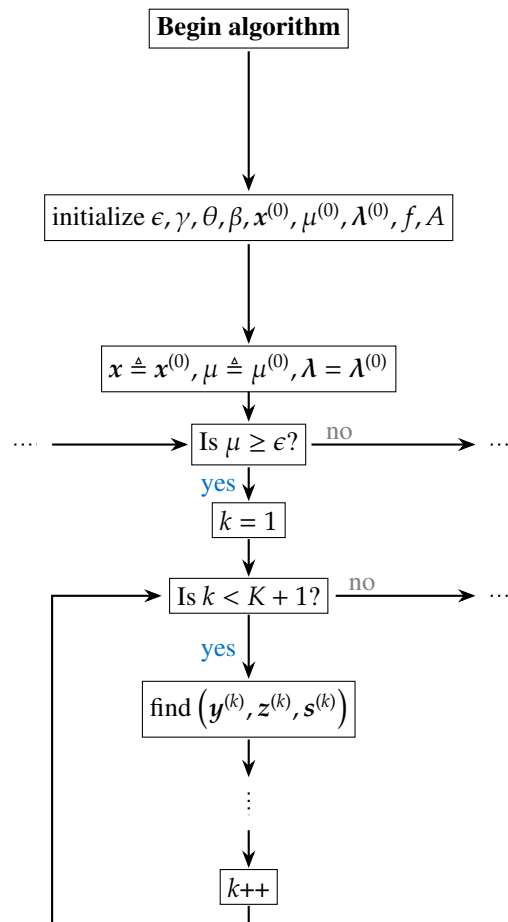 Begin algorithm
initialize ϵ, γ, θ, β, 𝒙⁽⁰⁾, μ⁽⁰⁾, 𝝀⁽⁰⁾, f, A
𝒙 ≜ 𝒙⁽⁰⁾, μ ≜ μ⁽⁰⁾, 𝝀 = 𝝀⁽⁰⁾
.... Is μ ≥ ϵ? no ...
yes
k = 1
Is k < K + 1? no ...
yes
find (𝒚⁽ᵏ⁾, 𝒛⁽ᵏ⁾, 𝒔⁽ᵏ⁾)
⋮
k++